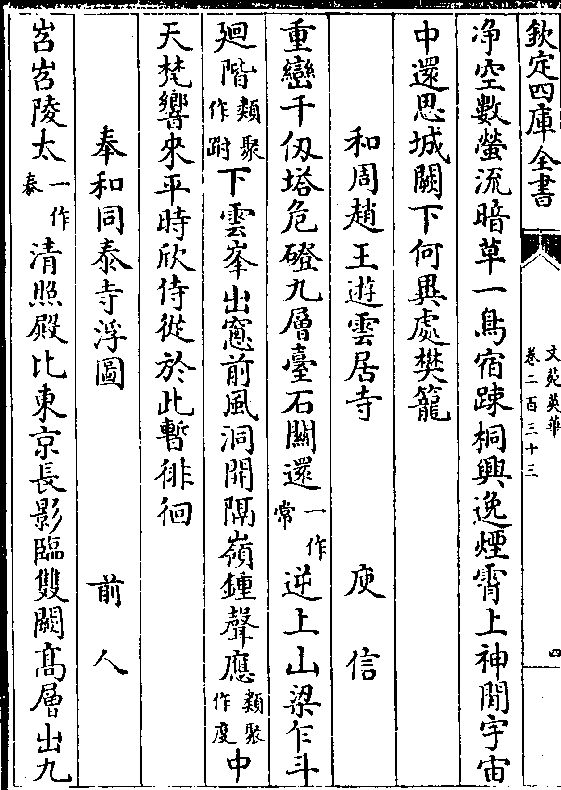 欽定四庫全書
文苑英華
卷二百三十三
四
净空數螢流暗草一鳥宿踈桐興逸煙霄上神閒宇宙
中還思城闕下何異處樊籠
和周趙王遊雲居寺 庾信
重巒千仭塔危磴九層臺石關還一作常逆上山梁乍斗
廻階類聚作跗下雲峯出窻前風洞開隔嶺鍾聲應類聚作度中
天梵響來平時欣侍從於此暫徘徊
奉和同泰寺浮圖 前人
岧岧陵太一作泰清照殿比東京長影臨雙闕髙層出九